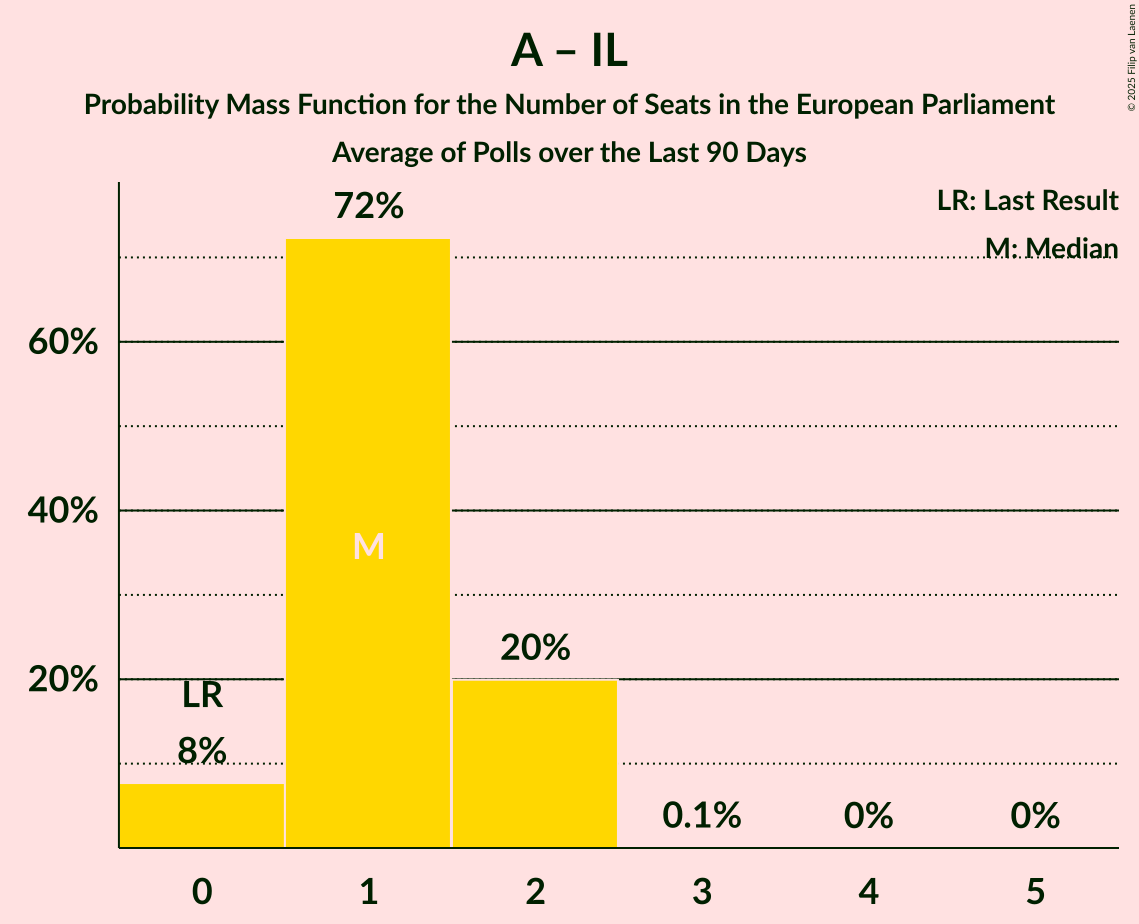 A – IL
Probability Mass Function for the Number of Seats in the European Parliament
Average of Polls over the Last 90 Days
© 2025 Filip van Laenen
LR: Last Result
M: Median
72%
60%
40%
M
20%
20%
LR
8%
0.1%
0%
0%
0 1 2 3 4 5